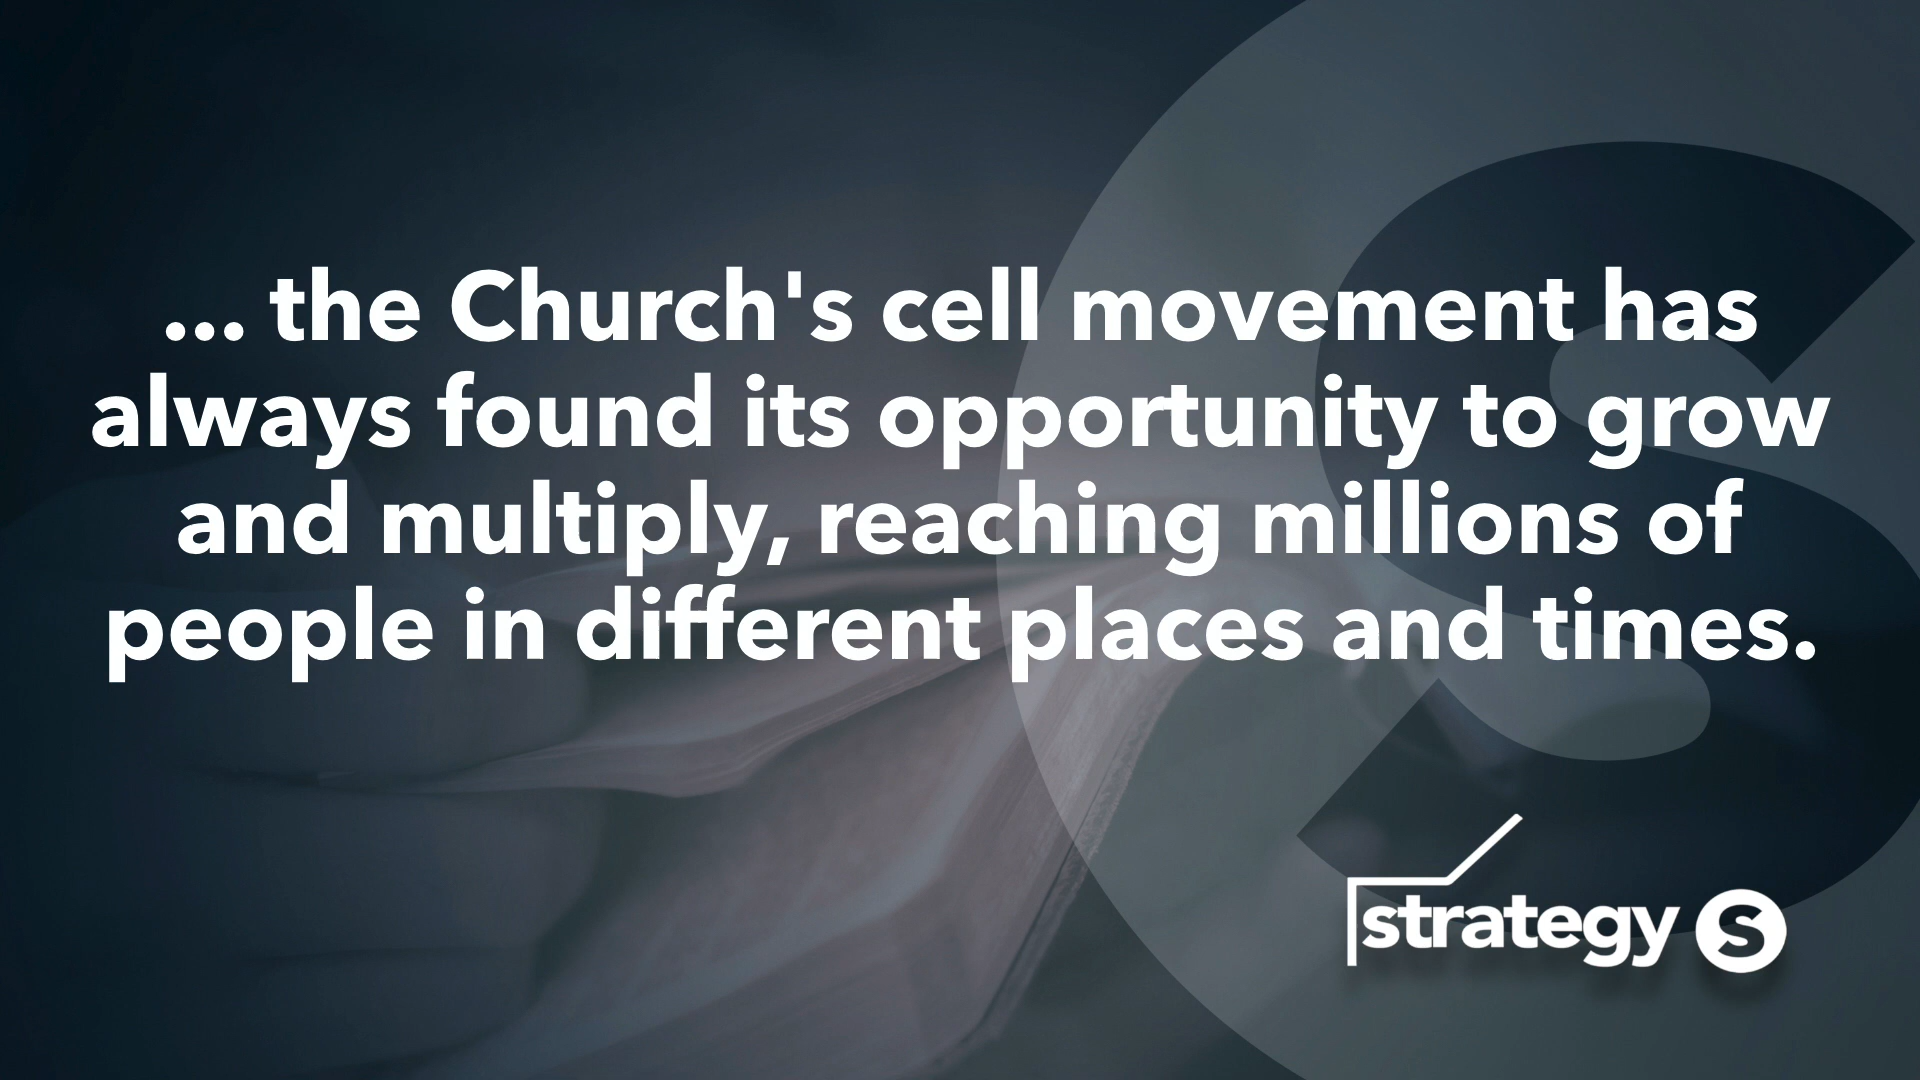 ... the Church's cell movement has
always found its opportunity to grow
and multiply, reaching millions of
people in different places and times.
strategy S